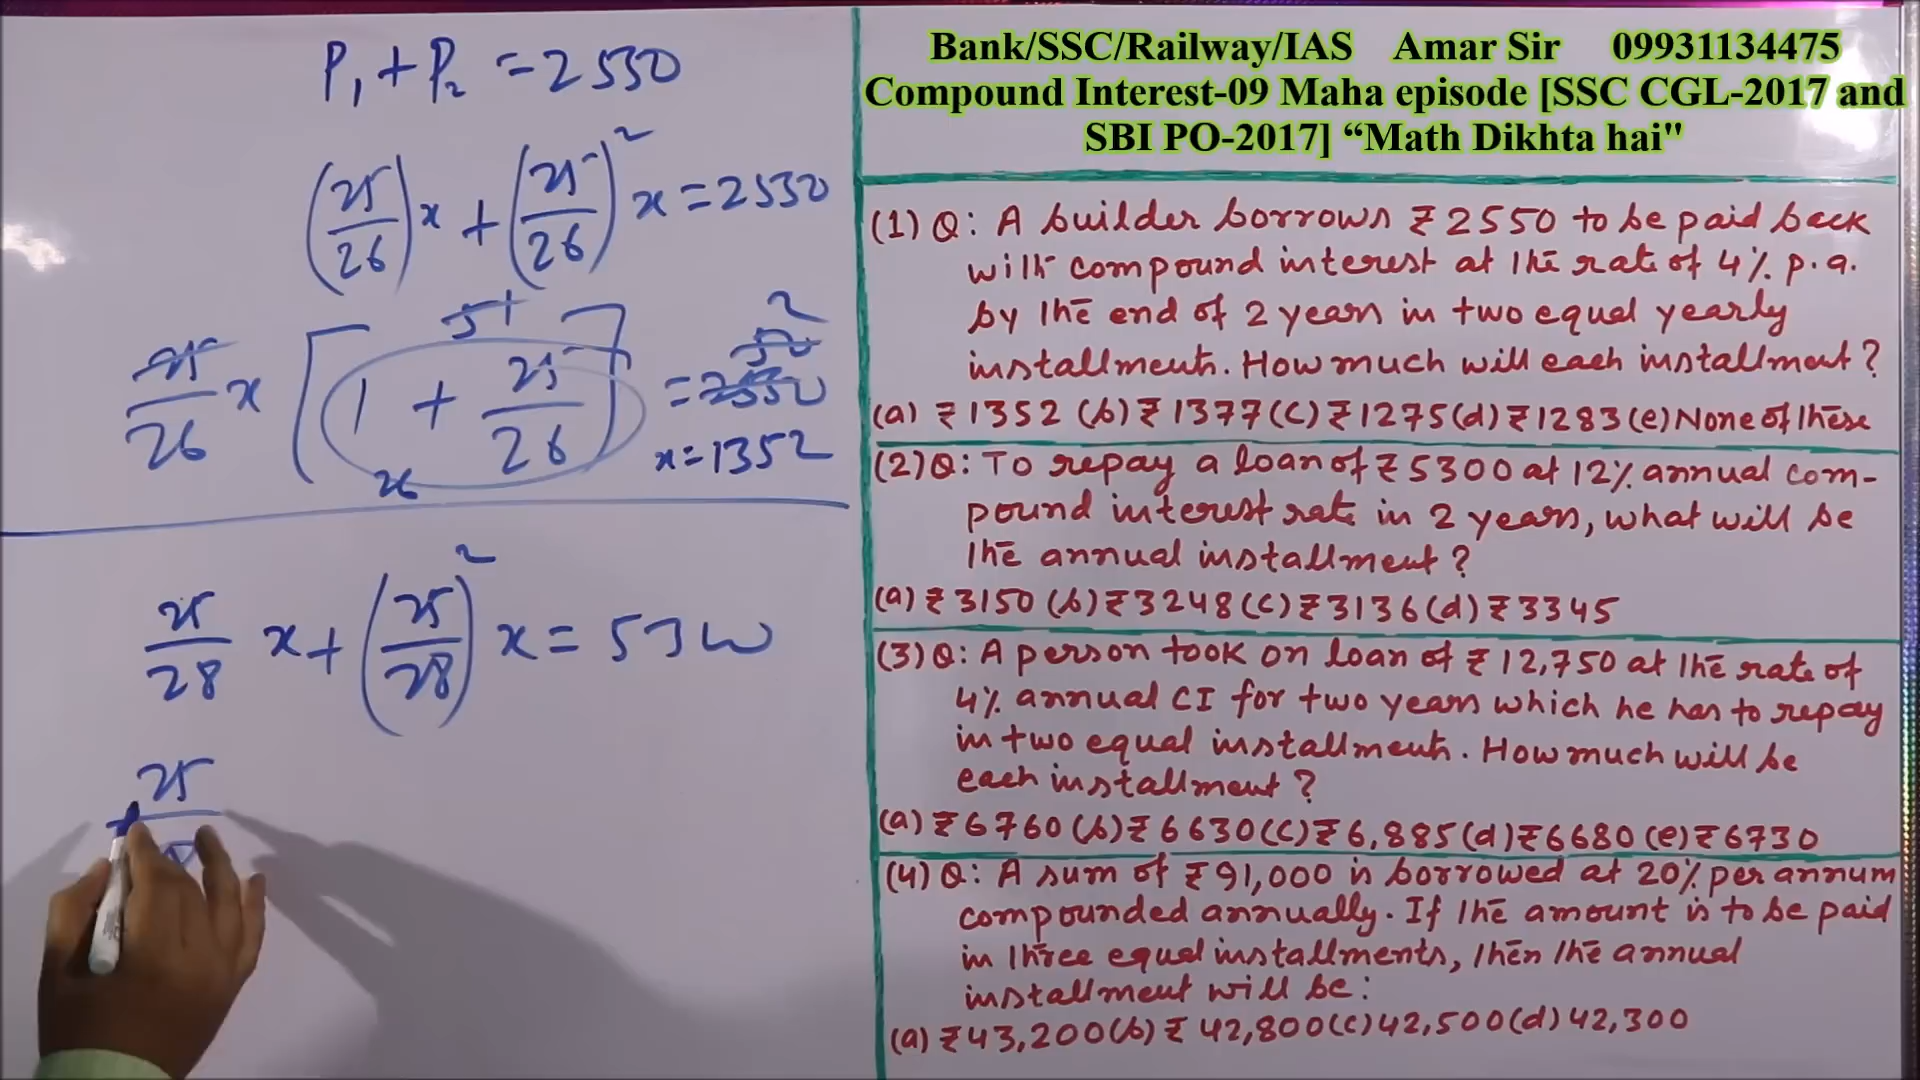 P₁ + P₂ = 2530
(25/26)x + (25/26)² x = 2530
51 2
25/26 x [1 + 25/26] = 2550
26 x = 1352
25/28 x + (25/28)² x = 5300
25
Bank/SSC/Railway/IAS Amar Sir 09931134475
Compound Interest-09 Maha episode [SSC CGL-2017 and
SBI PO-2017] “Math Dikhta hai"
(1) Q: A builder borrows ₹2550 to be paid back
with compound interest at the rate of 4% p.a.
by the end of 2 years in two equal yearly
installments. How much will each installment?
(a) ₹1352 (b) ₹1377 (c) ₹1275 (d) ₹1283 (e) None of these
(2) Q: To repay a loan of ₹5300 at 12% annual com-
pound interest rate in 2 years, what will be
the annual installment?
(a) ₹3150 (b) ₹3248 (c) ₹3136 (d) ₹3345
(3) Q: A person took on loan of ₹12,750 at the rate of
4% annual CI for two years which he has to repay
in two equal installments. How much will be
each installment?
(a) ₹6760 (b) ₹6630 (c) ₹6,885 (d) ₹6680 (e) ₹6730
(4) Q: A sum of ₹91,000 is borrowed at 20% per annum
compounded annually. If the amount is to be paid
in three equal installments, then the annual
installment will be:
(a) ₹43,200 (b) ₹42,800 (c) 42,500 (d) 42,300